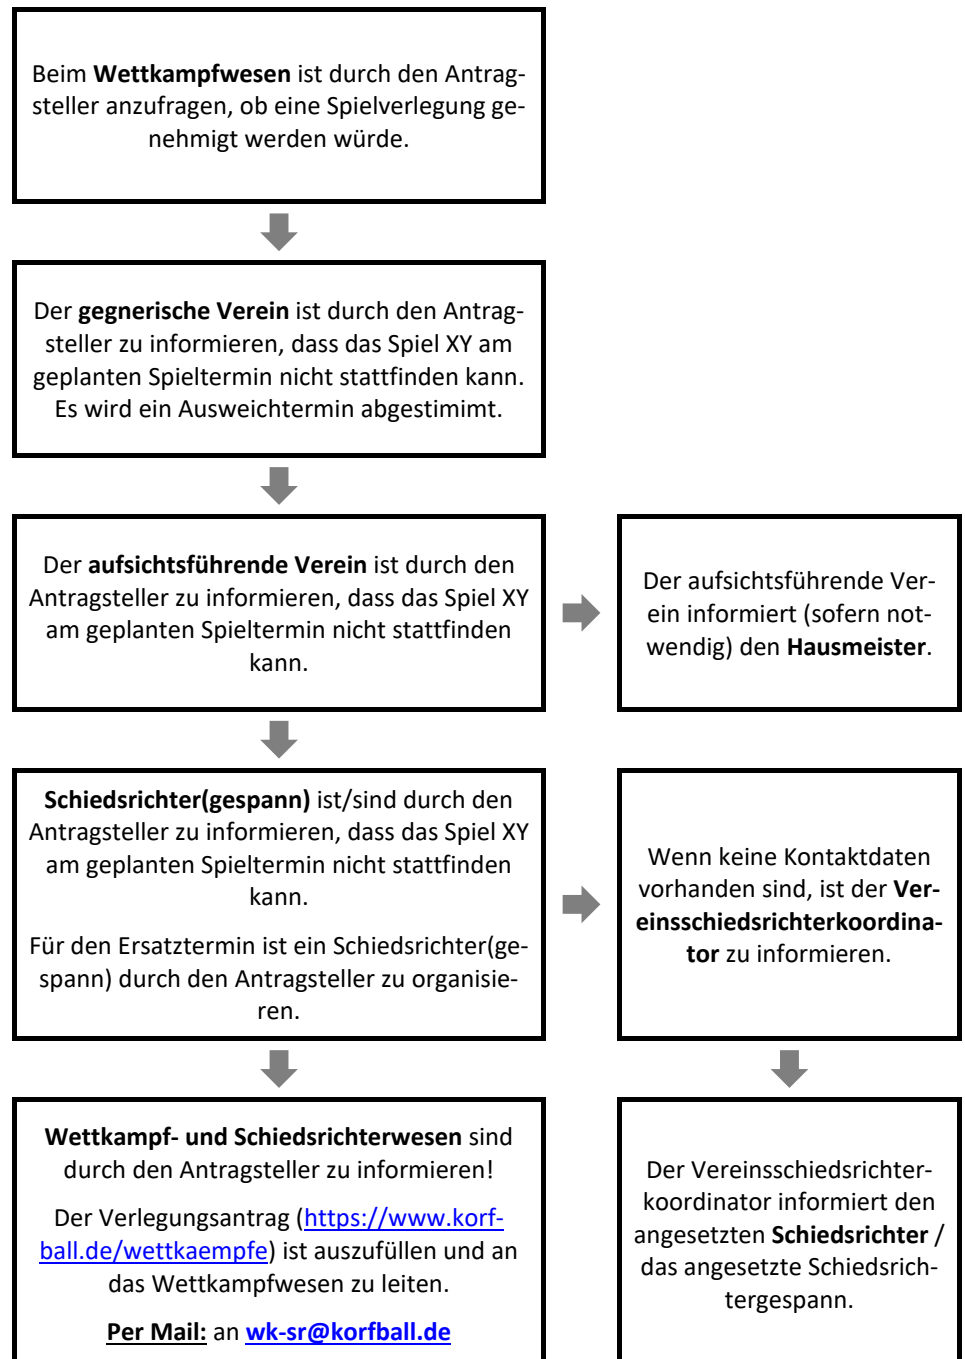 Beim Wettkampfwesen ist durch den Antrag-
steller anzufragen, ob eine Spielverlegung ge-
nehmigt werden würde.
Der gegnerische Verein ist durch den Antrag-
steller zu informieren, dass das Spiel XY am
geplanten Spieltermin nicht stattfinden kann.
Es wird ein Ausweichtermin abgestimimt.
Der aufsichtsführende Verein ist durch den
Antragsteller zu informieren, dass das Spiel XY
am geplanten Spieltermin nicht stattfinden
kann.
Der aufsichtsführende Ver-
ein informiert (sofern not-
wendig) den Hausmeister.
Schiedsrichter(gespann) ist/sind durch den
Antragsteller zu informieren, dass das Spiel XY
am geplanten Spieltermin nicht stattfinden
kann.
Für den Ersatztermin ist ein Schiedsrichter(ge-
spann) durch den Antragsteller zu organisie-
ren.
Wenn keine Kontaktdaten
vorhanden sind, ist der Ver-
einsschiedsrichterkoordina-
tor zu informieren.
Wettkampf- und Schiedsrichterwesen sind
durch den Antragsteller zu informieren!
Der Verlegungsantrag (https://www.korf-
ball.de/wettkaempfe) ist auszufüllen und an
das Wettkampfwesen zu leiten.
Per Mail: an wk-sr@korfball.de
Der Vereinsschiedsrichter-
koordinator informiert den
angesetzten Schiedsrichter /
das angesetzte Schiedsrich-
tergespann.